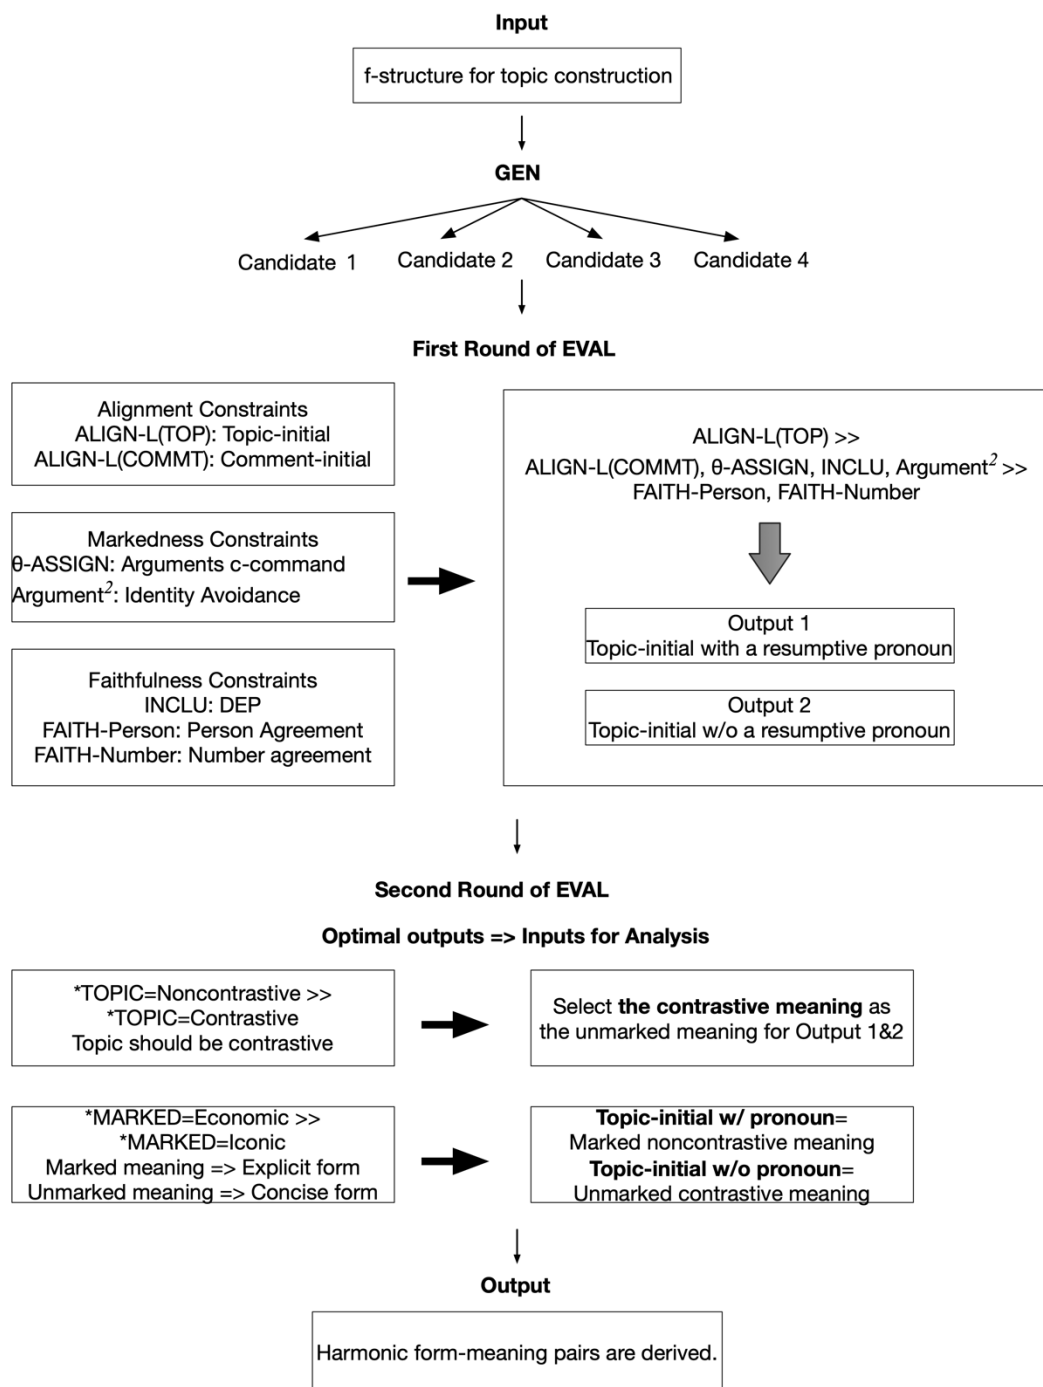 Input
f-structure for topic construction
GEN
Candidate 1
Candidate 2
Candidate 3
Candidate 4
First Round of EVAL
Alignment Constraints
ALIGN-L(TOP): Topic-initial
ALIGN-L(COMMT): Comment-initial
Markedness Constraints
θ-ASSIGN: Arguments c-command
Argument²: Identity Avoidance
Faithfulness Constraints
INCLU: DEP
FAITH-Person: Person Agreement
FAITH-Number: Number agreement
ALIGN-L(TOP) >>
ALIGN-L(COMMT), θ-ASSIGN, INCLU, Argument² >>
FAITH-Person, FAITH-Number
Output 1
Topic-initial with a resumptive pronoun
Output 2
Topic-initial w/o a resumptive pronoun
Second Round of EVAL
Optimal outputs => Inputs for Analysis
*TOPIC=Noncontrastive >>
*TOPIC=Contrastive
Topic should be contrastive
Select the contrastive meaning as
the unmarked meaning for Output 1&2
*MARKED=Economic >>
*MARKED=Iconic
Marked meaning => Explicit form
Unmarked meaning => Concise form
Topic-initial w/ pronoun=
Marked noncontrastive meaning
Topic-initial w/o pronoun=
Unmarked contrastive meaning
Output
Harmonic form-meaning pairs are derived.